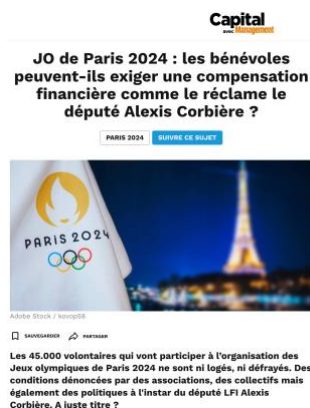 Capital
avec Management
JO de Paris 2024 : les bénévoles
peuvent-ils exiger une compensation
financière comme le réclame le
député Alexis Corbière ?
PARIS 2024 SUIVRE CE SUJET
PARIS 2024
Adobe Stock / kovop58
SAUVEGARDER PARTAGER
Les 45.000 volontaires qui vont participer à l'organisation des
Jeux olympiques de Paris 2024 ne sont ni logés, ni défrayés. Des
conditions dénoncées par des associations, des collectifs mais
également des politiques à l'instar du député LFI Alexis
Corbière. A juste titre ?